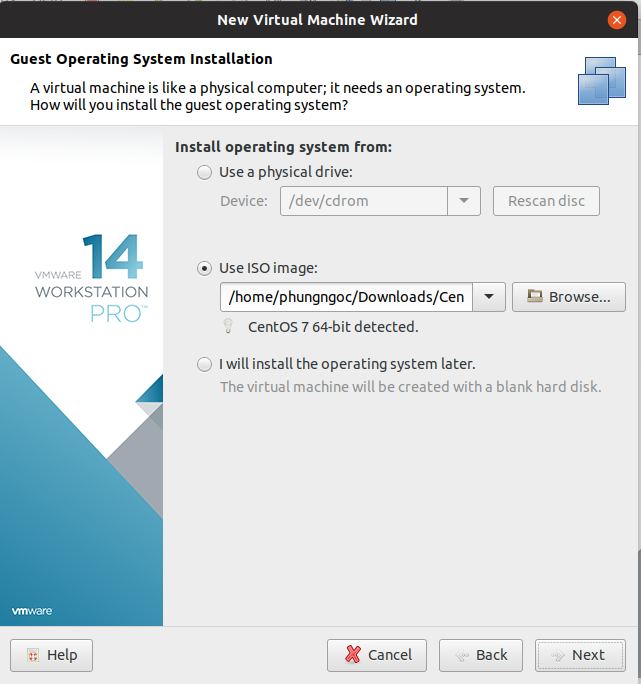 New Virtual Machine Wizard
Guest Operating System Installation
A virtual machine is like a physical computer; it needs an operating system.
How will you install the guest operating system?
Install operating system from:
Use a physical drive:
Device: /dev/cdrom Rescan disc
Use ISO image:
/home/phungngoc/Downloads/Cen Browse...
CentOS 7 64-bit detected.
I will install the operating system later.
The virtual machine will be created with a blank hard disk.
VMWARE 14
WORKSTATION
PRO™
vmware
Help Cancel Back Next